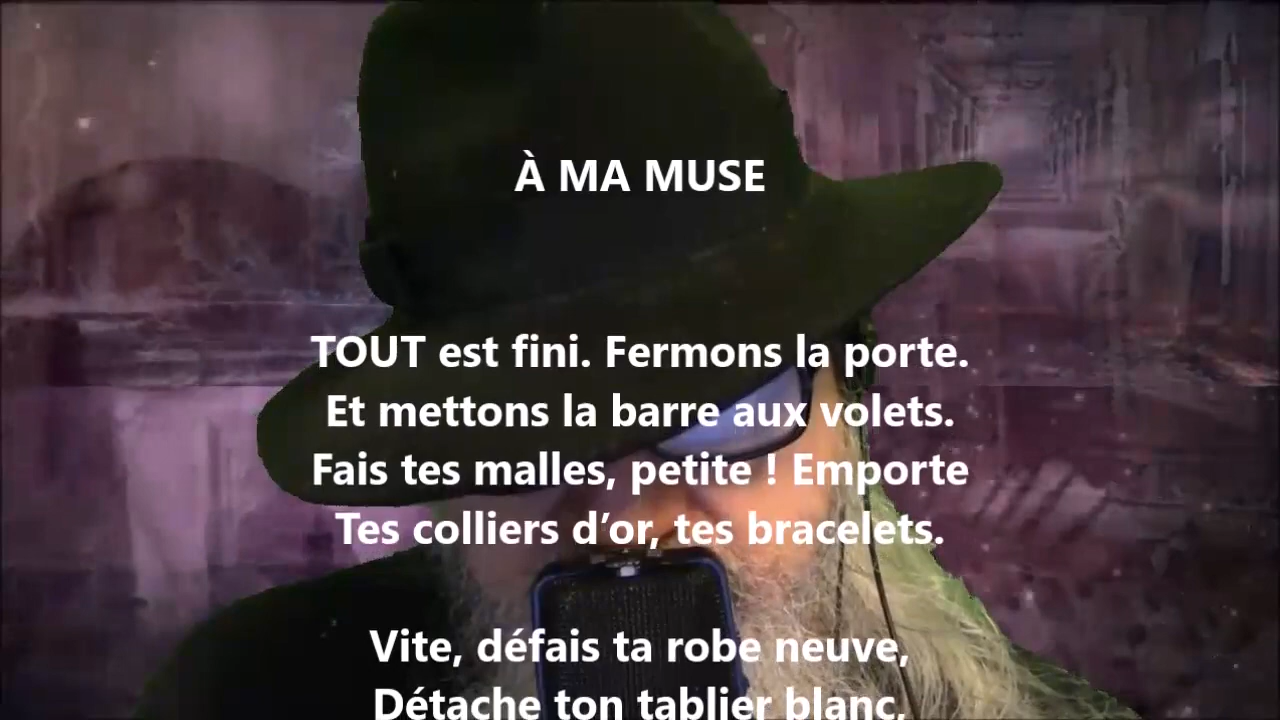 À MA MUSE
TOUT est fini. Fermons la porte.
Et mettons la barre aux volets.
Fais tes malles, petite ! Emporte
Tes colliers d’or, tes bracelets.
Vite, défais ta robe neuve,
Détache ton tablier blanc,